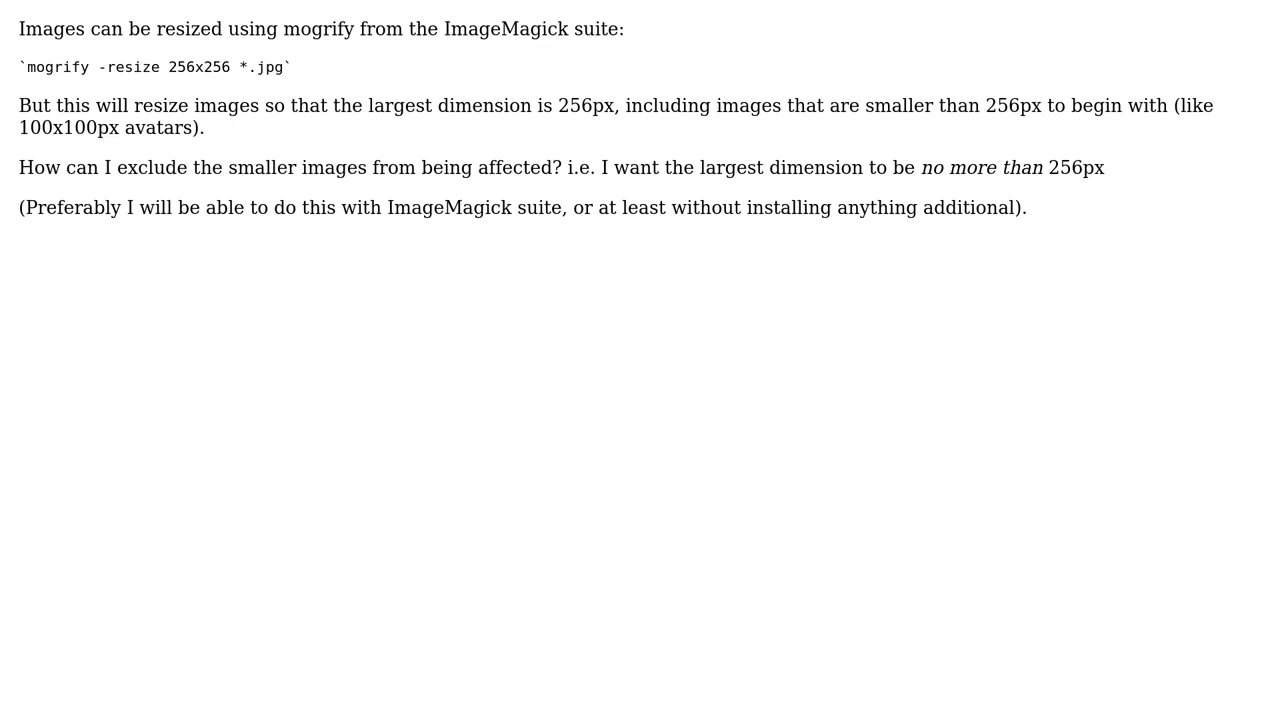 Images can be resized using mogrify from the ImageMagick suite:
`mogrify -resize 256x256 *.jpg`
But this will resize images so that the largest dimension is 256px, including images that are smaller than 256px to begin with (like
100x100px avatars).
How can I exclude the smaller images from being affected? i.e. I want the largest dimension to be no more than 256px
(Preferably I will be able to do this with ImageMagick suite, or at least without installing anything additional).